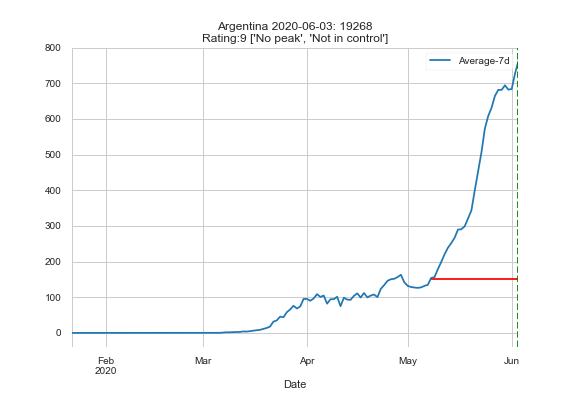 Argentina 2020-06-03: 19268
Rating:9 ['No peak', 'Not in control']
Average-7d
800
700
600
500
400
300
200
100
0
Feb
2020
Mar
Apr
May
Jun
Date